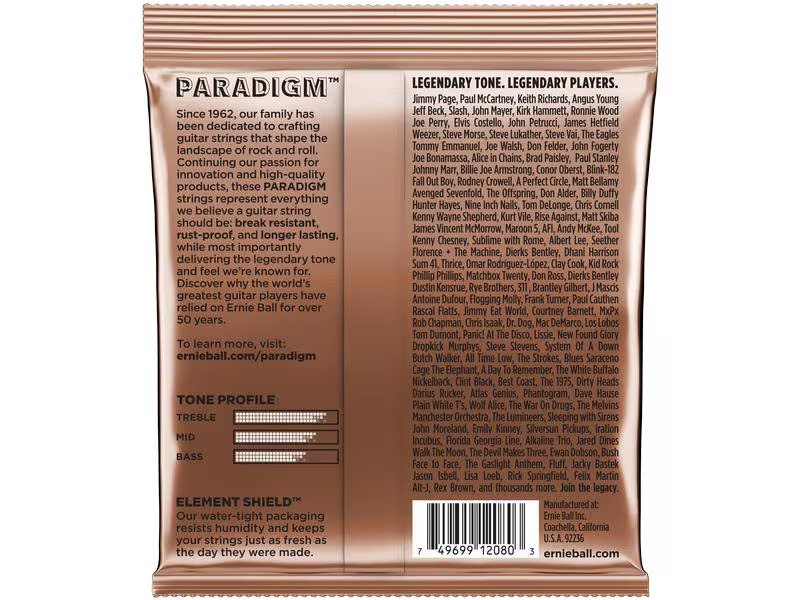 PARADIGM™
Since 1962, our family has
been dedicated to crafting
guitar strings that shape the
landscape of rock and roll.
Continuing our passion for
innovation and high-quality
products, these PARADIGM
strings represent everything
we believe a guitar string
should be: break resistant,
rust-proof, and longer lasting,
while most importantly
delivering the legendary tone
and feel we're known for.
Discover why the world's
greatest guitar players have
relied on Ernie Ball for over
50 years.
To learn more, visit:
ernieball.com/paradigm
TONE PROFILE
TREBLE
MID
BASS
ELEMENT SHIELD™
Our water-tight packaging
resists humidity and keeps
your strings just as fresh as
the day they were made.
LEGENDARY TONE. LEGENDARY PLAYERS.
Jimmy Page, Paul McCartney, Keith Richards, Angus Young
Jeff Beck, Slash, John Mayer, Kirk Hammett, Ronnie Wood
Joe Perry, Elvis Costello, John Petrucci, James Hetfield
Weezer, Steve Morse, Steve Lukather, Steve Vai, The Eagles
Tommy Emmanuel, Joe Walsh, Don Felder, John Fogerty
Joe Bonamassa, Alice in Chains, Brad Paisley, Paul Stanley
Johnny Marr, Billie Joe Armstrong, Conor Oberst, Blink-182
Fall Out Boy, Rodney Crowell, A Perfect Circle, Matt Bellamy
Avenged Sevenfold, The Offspring, Don Alder, Billy Duffy
Hunter Hayes, Nine Inch Nails, Tom DeLonge, Chris Cornell
Kenny Wayne Shepherd, Kurt Vile, Rise Against, Matt Skiba
James Vincent McMorrow, Maroon 5, AFI, Andy McKee, Tool
Kenny Chesney, Sublime with Rome, Albert Lee, Seether
Florence + The Machine, Dierks Bentley, Dhani Harrison
Sum 41, Thrice, Omar Rodríguez-López, Clay Cook, Kid Rock
Phillip Phillips, Matchbox Twenty, Don Ross, Dierks Bentley
Dustin Kensrue, Rye Brothers, 311, Brantley Gilbert, J Mascis
Antoine Dufour, Flogging Molly, Frank Turner, Paul Cauthen
Rascal Flatts, Jimmy Eat World, Courtney Barnett, MxPx
Rob Chapman, Chris Isaak, Dr. Dog, Mac DeMarco, Los Lobos
Tom Dumont, Panic! At The Disco, Lissie, New Found Glory
Dropkick Murphys, Steve Stevens, System Of A Down
Butch Walker, All Time Low, The Strokes, Blues Saraceno
Cage The Elephant, A Day To Remember, The White Buffalo
Nickelback, Clint Black, Best Coast, The 1975, Dirty Heads
Darius Rucker, Atlas Genius, Phantogram, Dave Hause
Plain White T's, Wolf Alice, The War On Drugs, The Melvins
Manchester Orchestra, The Lumineers, Sleeping with Sirens
John Moreland, Emily Kinney, Silversun Pickups, Iration
Incubus, Florida Georgia Line, Alkaline Trio, Jared Dines
Walk The Moon, The Devil Makes Three, Ewan Dobson, Bush
Face to Face, The Gaslight Anthem, Fluff, Jacky Bastek
Jason Isbell, Lisa Loeb, Rick Springfield, Felix Martin
Alt-J, Rex Brown, and thousands more. Join the legacy.
7 49699 12080 3
Manufactured at:
Ernie Ball Inc.
Coachella, California
U.S.A. 92236
ernieball.com